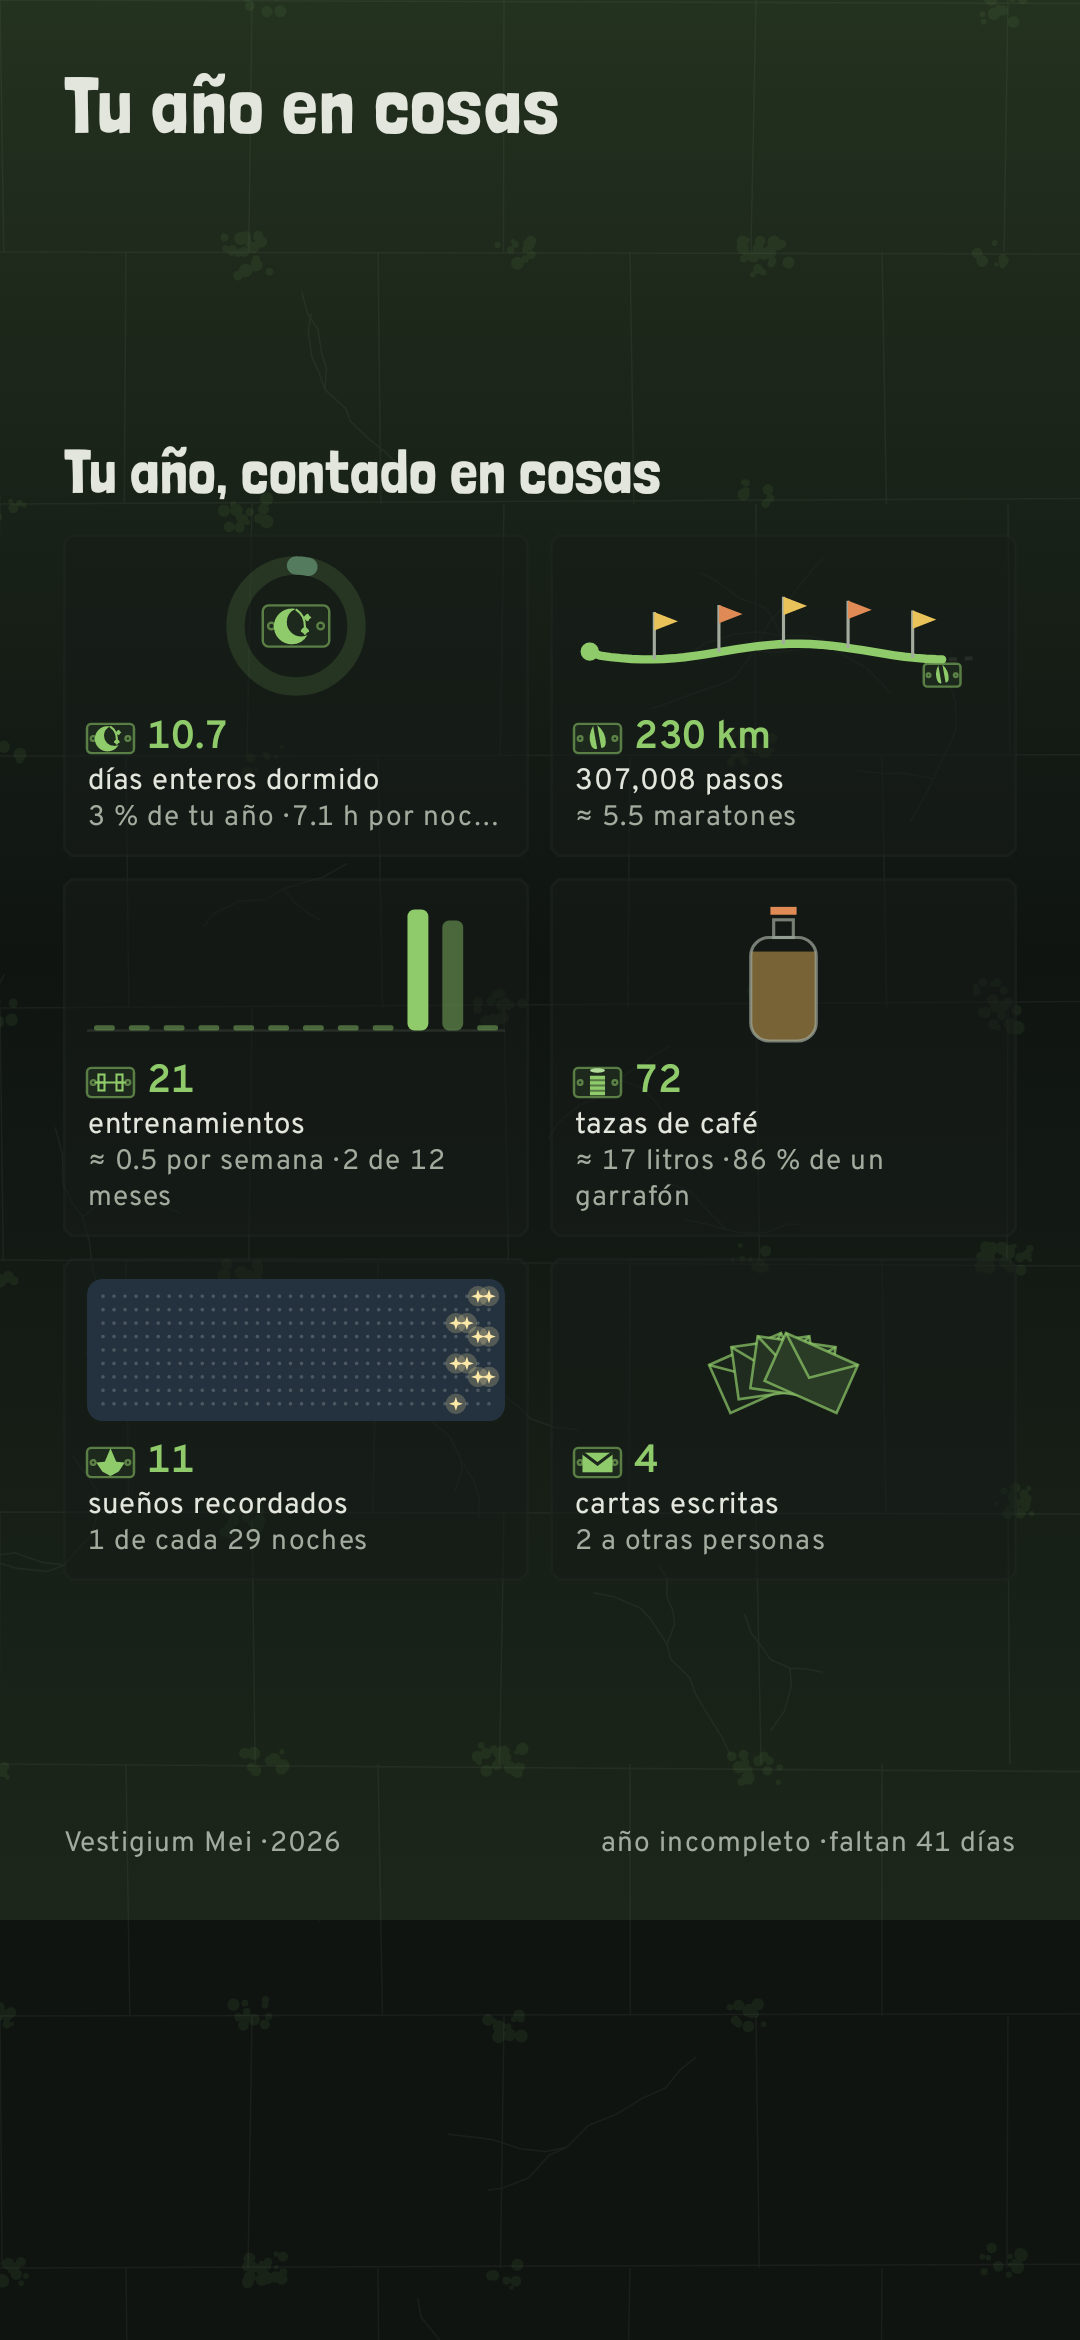 Tu año en cosas
Tu año, contado en cosas
10.7
días enteros dormido
3 % de tu año · 7.1 h por noc...
230 km
307,008 pasos
≈ 5.5 maratones
21
entrenamientos
≈ 0.5 por semana · 2 de 12
meses
72
tazas de café
≈ 17 litros · 86 % de un
garrafón
11
sueños recordados
1 de cada 29 noches
4
cartas escritas
2 a otras personas
Vestigium Mei · 2026
año incompleto · faltan 41 días